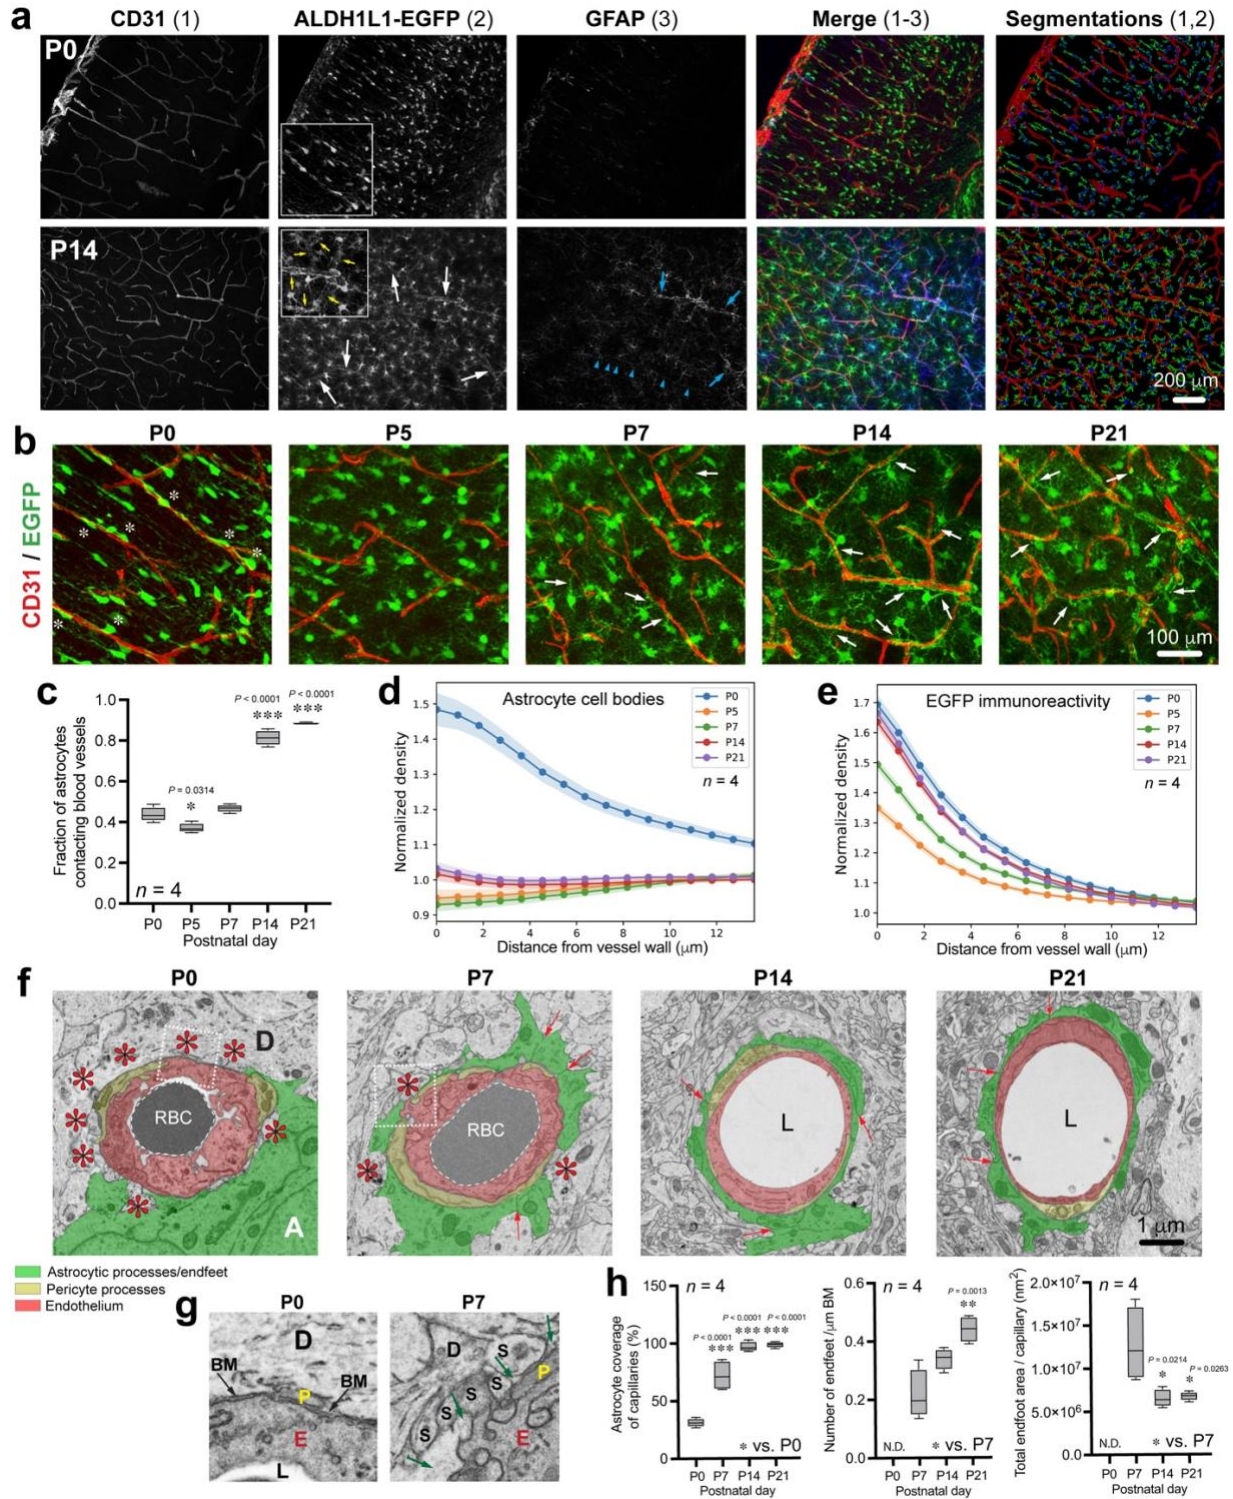 a CD31 (1) ALDH1L1-EGFP (2) GFAP (3) Merge (1-3) Segmentations (1,2)
P0
P14
200 μm
b P0 P5 P7 P14 P21
CD31 / EGFP
100 μm
c
Fraction of astrocytes
contacting blood vessels
1.0
0.8
0.6
0.4
0.2
0.0
P < 0.0001
***
P < 0.0001
***
P = 0.0314
*
n = 4
P0 P5 P7 P14 P21
Postnatal day
d
Astrocyte cell bodies
Normalized density
1.5
1.4
1.3
1.2
1.1
1.0
0.9
P0
P5
P7
P14
P21
n = 4
0 2 4 6 8 10 12
Distance from vessel wall (μm)
e
EGFP immunoreactivity
Normalized density
1.7
1.6
1.5
1.4
1.3
1.2
1.1
1.0
P0
P5
P7
P14
P21
n = 4
0 2 4 6 8 10 12
Distance from vessel wall (μm)
f P0 P7 P14 P21
D
RBC
A
RBC
L
L
1 μm
Astrocytic processes/endfeet
Pericyte processes
Endothelium
g P0 P7
D
BM
P
BM
E
L
D
S
S
S
S
S
P
E
h
Astrocyte coverage
of capillaries (%)
150
100
50
0
n = 4
P < 0.0001
***
P < 0.0001
***
P < 0.0001
***
* vs. P0
P0 P7 P14 P21
Postnatal day
Number of endfeet /μm BM
0.6
0.4
0.2
0.0
n = 4
P = 0.0013
**
N.D.
* vs. P7
P0 P7 P14 P21
Postnatal day
Total endfoot area / capillary (nm²)
2.0×10⁷
1.5×10⁷
1.0×10⁷
5.0×10⁶
0.0
n = 4
P = 0.0214
*
P = 0.0263
*
N.D.
* vs. P7
P0 P7 P14 P21
Postnatal day